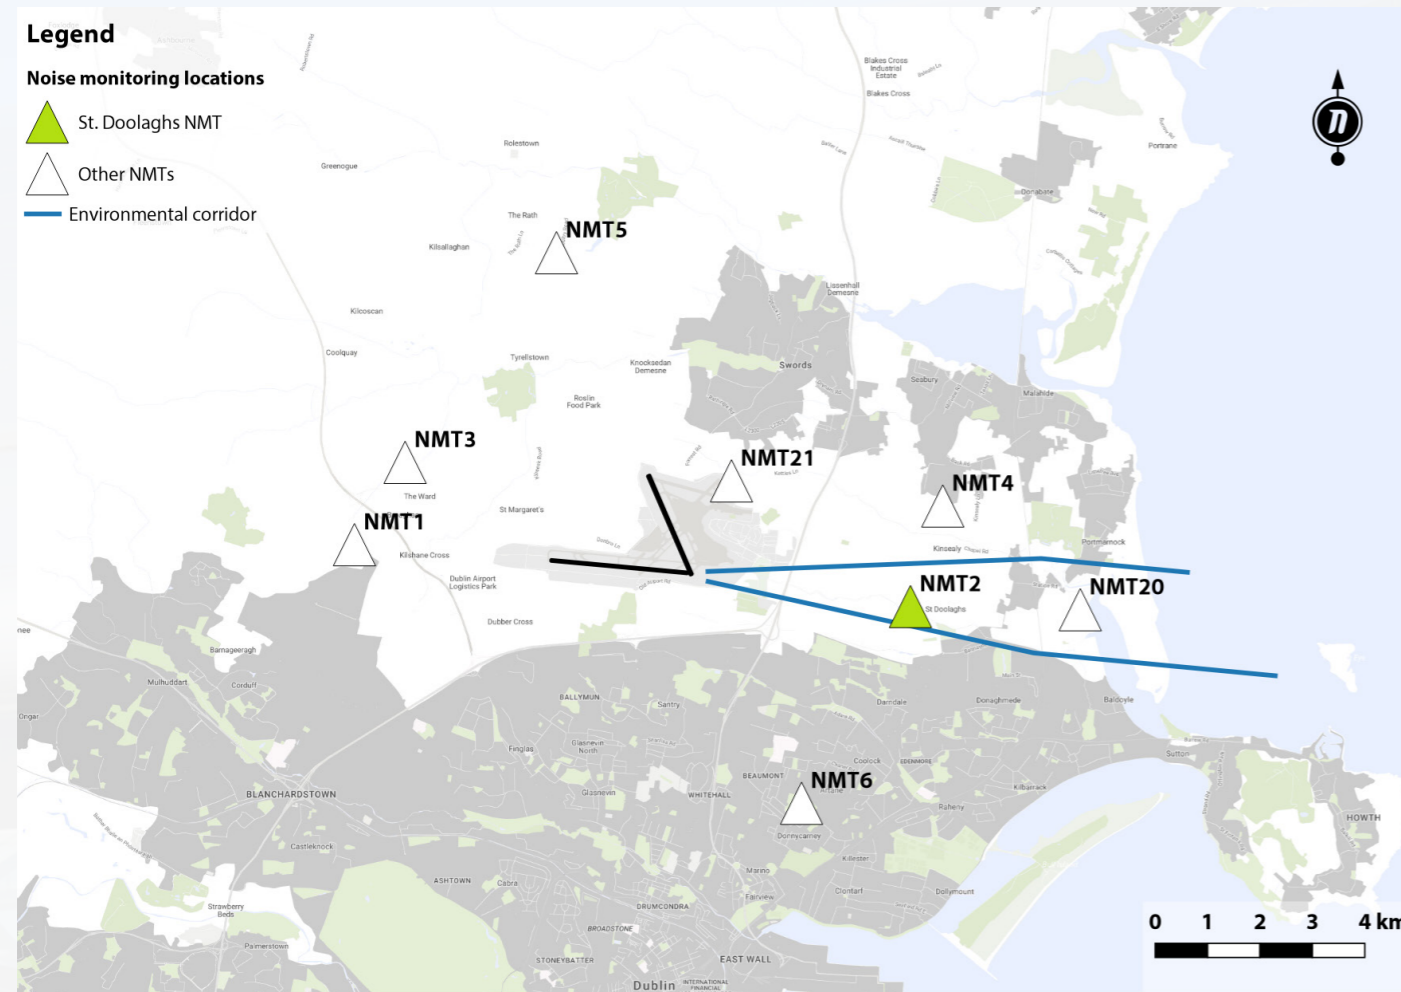 Legend
Noise monitoring locations
St. Doolaghs NMT
Other NMTs
Environmental corridor
Blakes Cross
Industrial
Estate
Blakes Cross
Rolestown
Greenogue
Portrane
Donabate
The Rath
NMT5
Kilsallaghan
Lissenhall
Demesne
Kilcoscan
Coolquay
Tyrellstown
Knocksedan
Demesne
Swords
Seabury
Malahide
Roslin
Food Park
NMT3
NMT21
NMT4
The Ward
St Margaret's
NMT1
Kilshane Cross
Kinsealy
Portmarnock
Dublin Airport
Logistics Park
NMT2
NMT20
St Doolaghs
Dubber Cross
Barnageeragh
Mulhuddart
Corduff
BALLYMUN
Santry
Darndale
Donaghmede
Baldoyle
Ongar
Finglas
Glasnevin
North
Sutton
BEAUMONT
Coolock
EDENMORE
NMT6
Artane
Kilbarrack
BLANCHARDSTOWN
Glasnevin
WHITEHALL
Raheny
HOWTH
Donnycarney
Castleknock
Killester
Marino
ASHTOWN
Cabra
Clontarf
Dollymount
Fairview
Strawberry
Beds
DRUMCONDRA
BROADSTONE
0 1 2 3 4 km
Palmerstown
STONEYBATTER
EAST WALL
Dublin
INTERNATIONAL
FINANCIAL